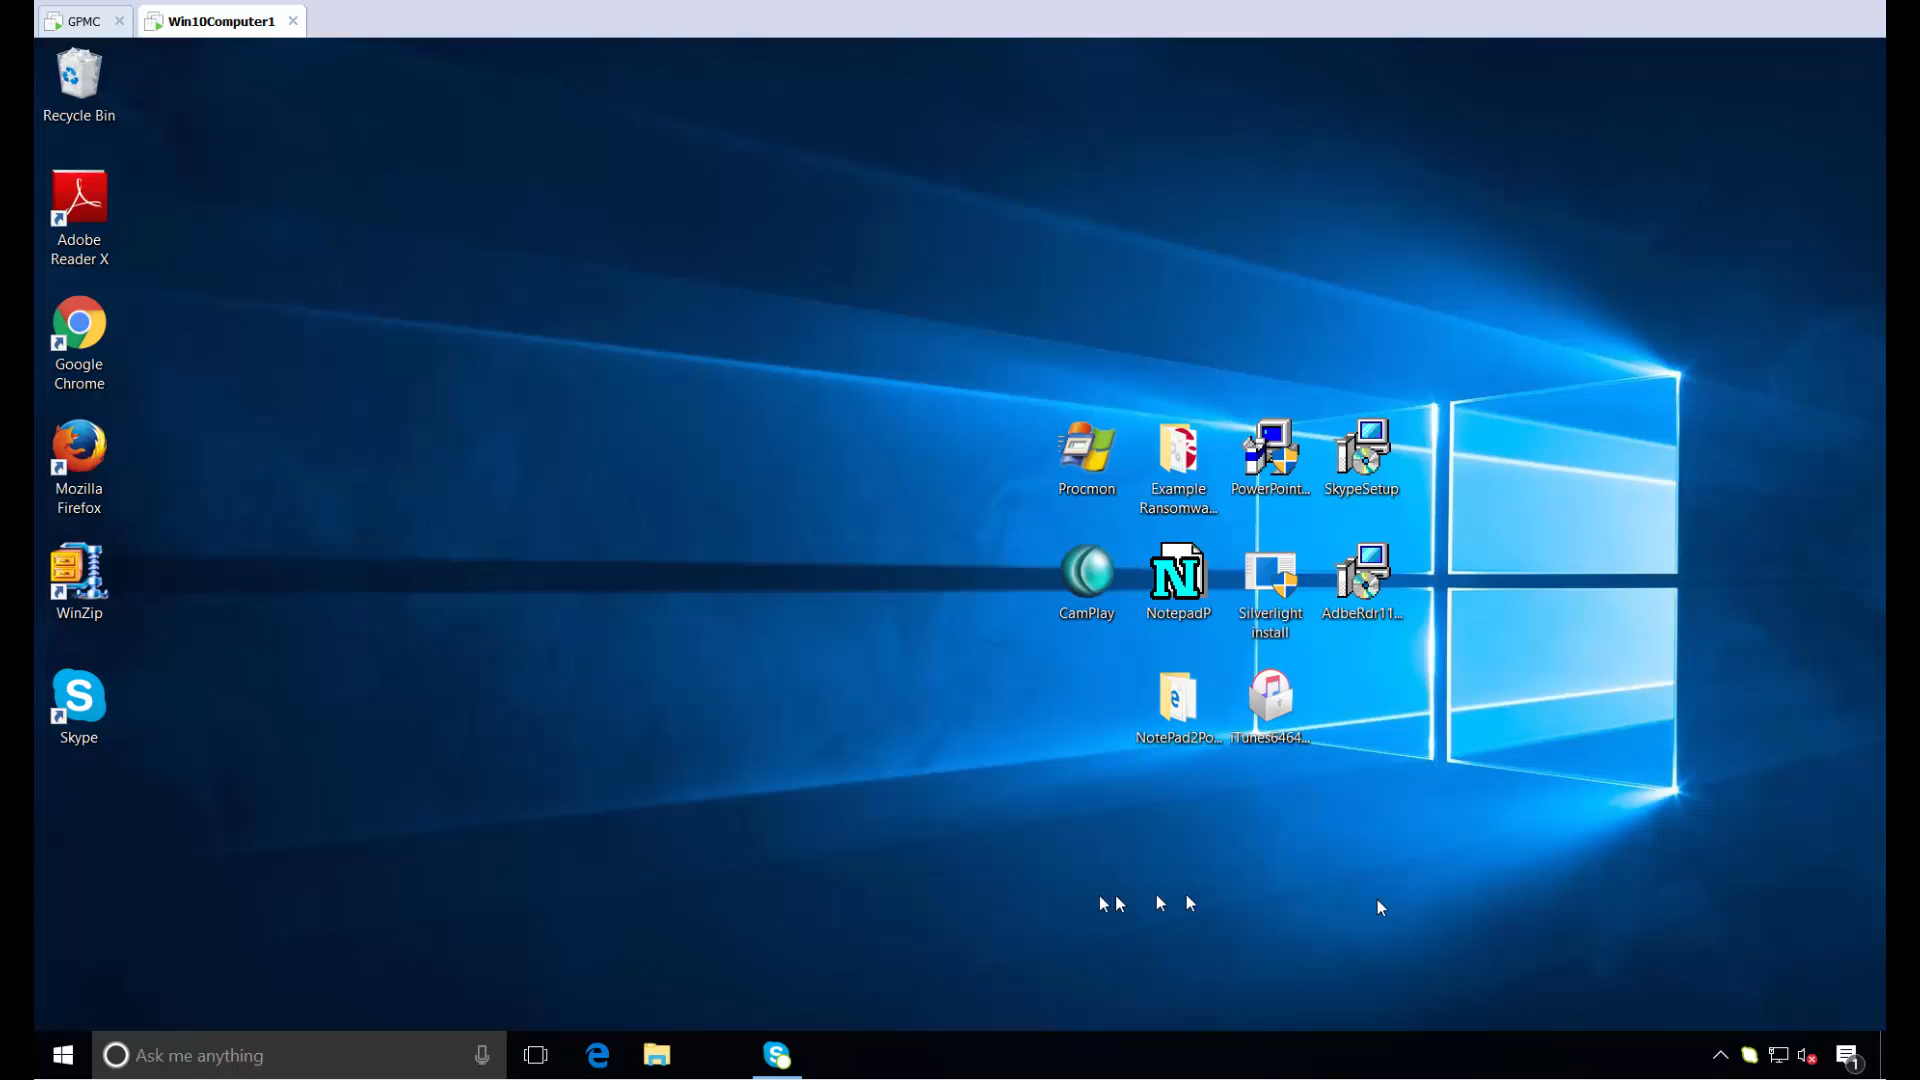 GPMC
Win10Computer1
Recycle Bin
Adobe
Reader X
Google
Chrome
Mozilla
Firefox
WinZip
Skype
Procmon
Example
Ransomwa...
PowerPoint...
SkypeSetup
CamPlay
NotepadP
Silverlight
install
AdbeRdr11...
NotePad2Po...
iTunes6464...
Ask me anything
1